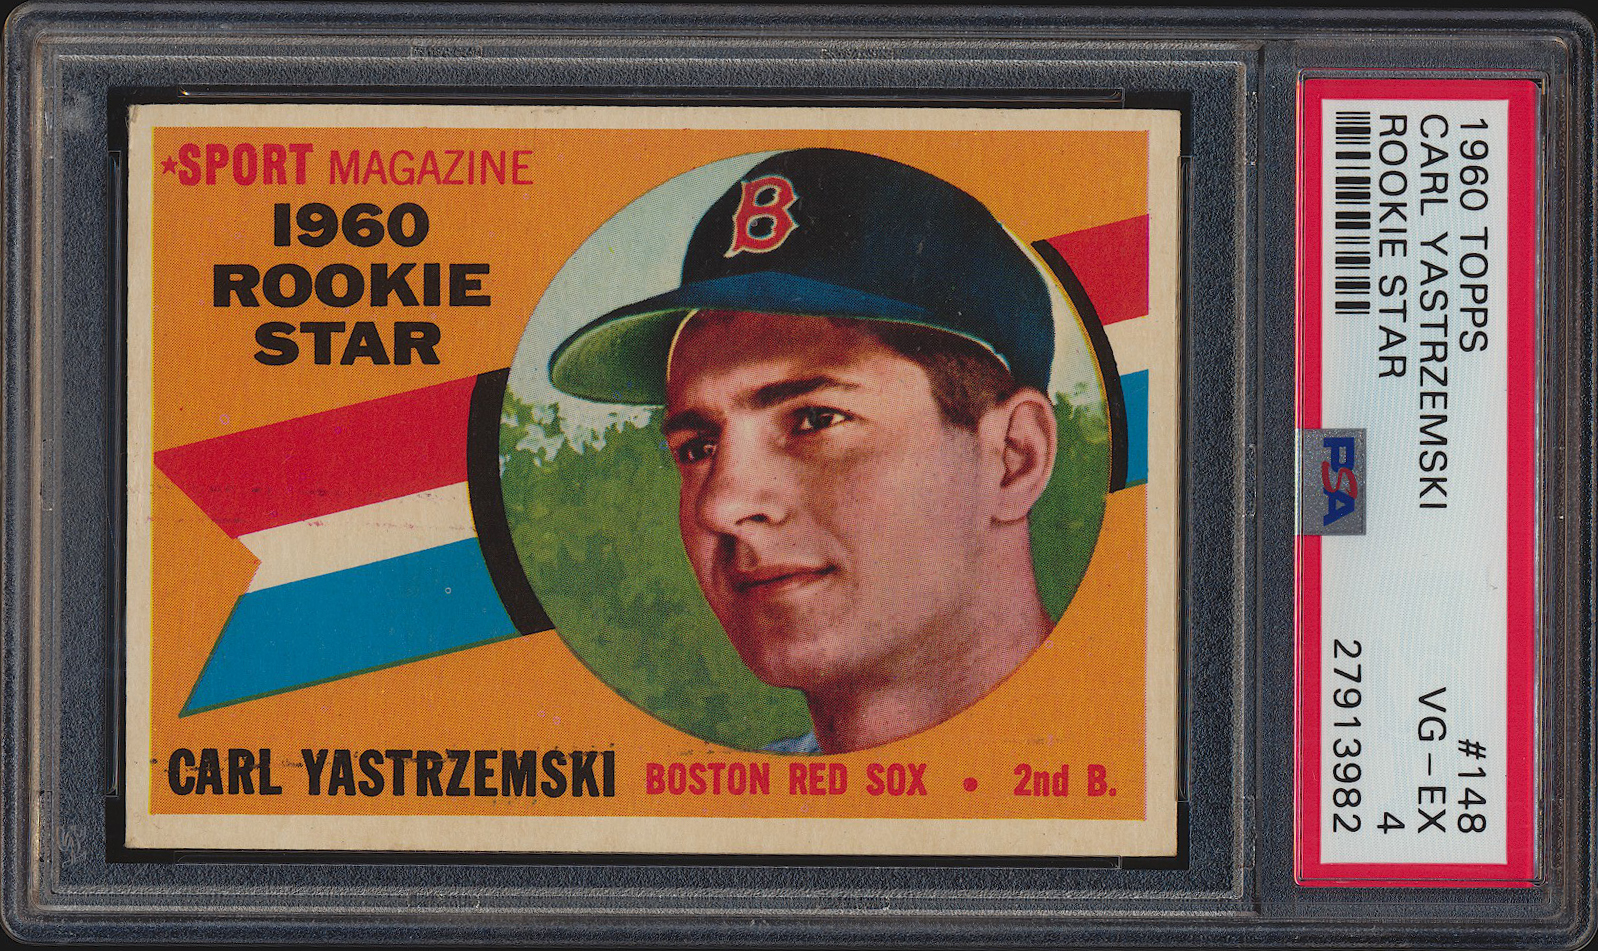 ★SPORT MAGAZINE
1960
ROOKIE
STAR
B
CARL YASTRZEMSKI BOSTON RED SOX • 2nd B.
1960 TOPPS #148
CARL YASTRZEMSKI VG-EX
ROOKIE STAR 4
27913982
PSA